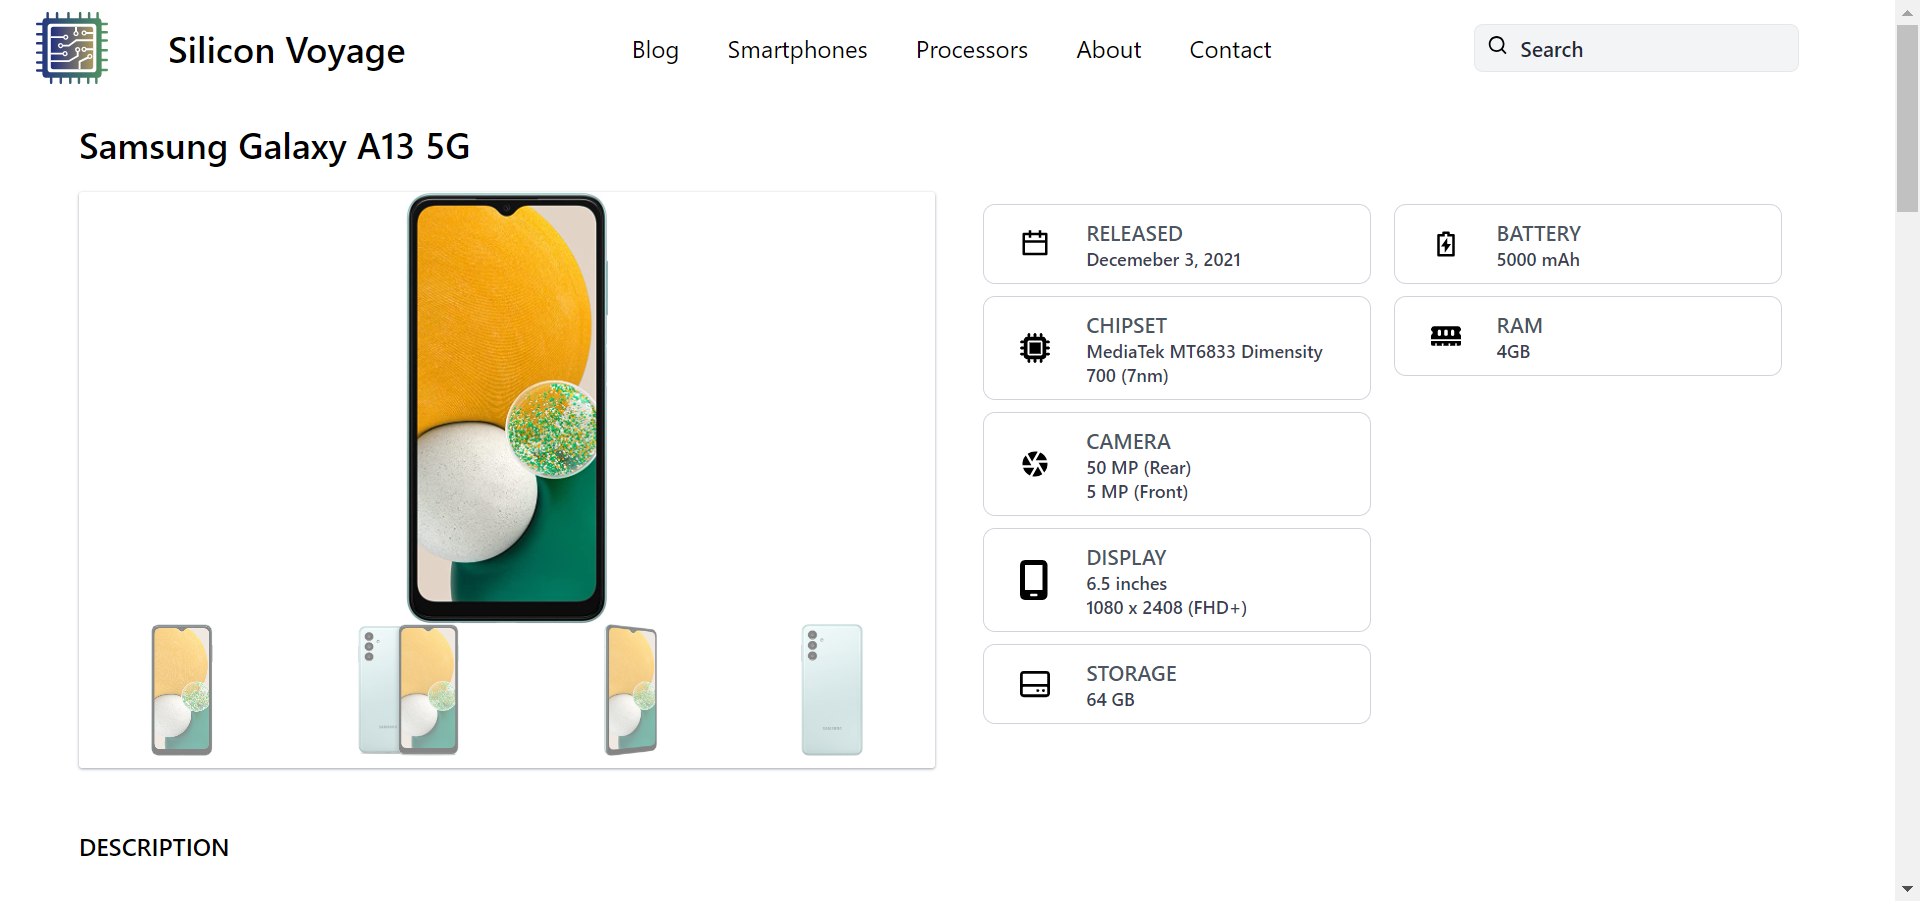 Silicon Voyage
Blog
Smartphones
Processors
About
Contact
Search
Samsung Galaxy A13 5G
RELEASED
Decemeber 3, 2021
CHIPSET
MediaTek MT6833 Dimensity
700 (7nm)
CAMERA
50 MP (Rear)
5 MP (Front)
DISPLAY
6.5 inches
1080 x 2408 (FHD+)
STORAGE
64 GB
BATTERY
5000 mAh
RAM
4GB
DESCRIPTION